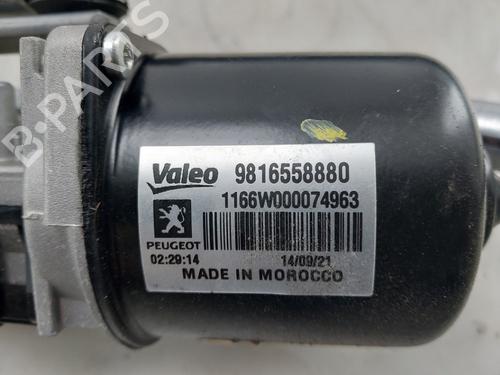 B-PARTS
Valeo 9816558880
1166W000074963
PEUGEOT
02:29:14 14/09/21
MADE IN MOROCCO